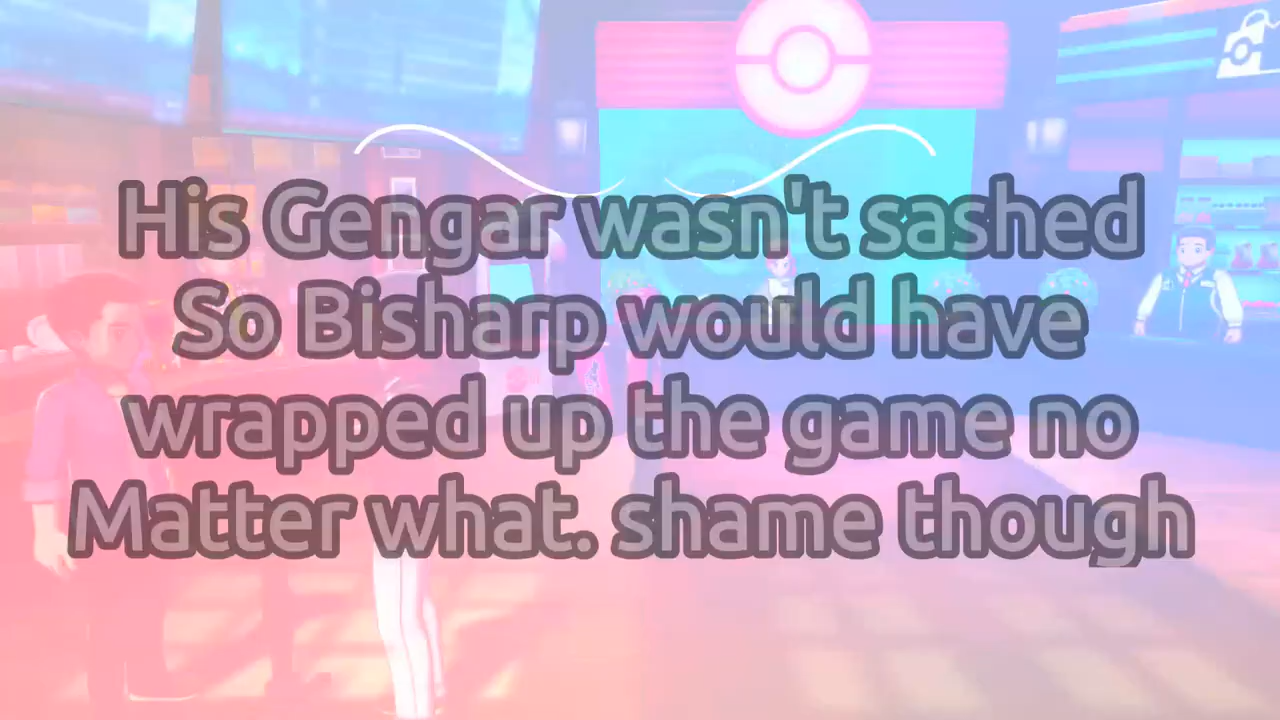 His Gengar wasn't sashed
So Bisharp would have
wrapped up the game no
Matter what. shame though